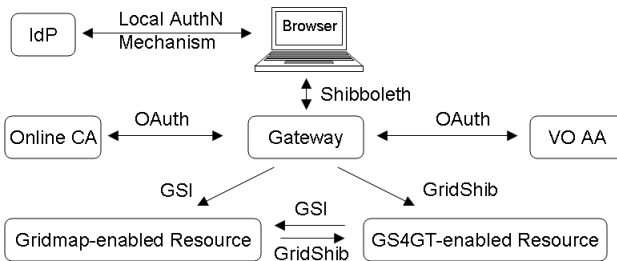 IdP
Local AuthN
Mechanism
Browser
Shibboleth
Online CA
OAuth
Gateway
OAuth
VO AA
GSI
GridShib
Gridmap-enabled Resource
GSI
GridShib
GS4GT-enabled Resource